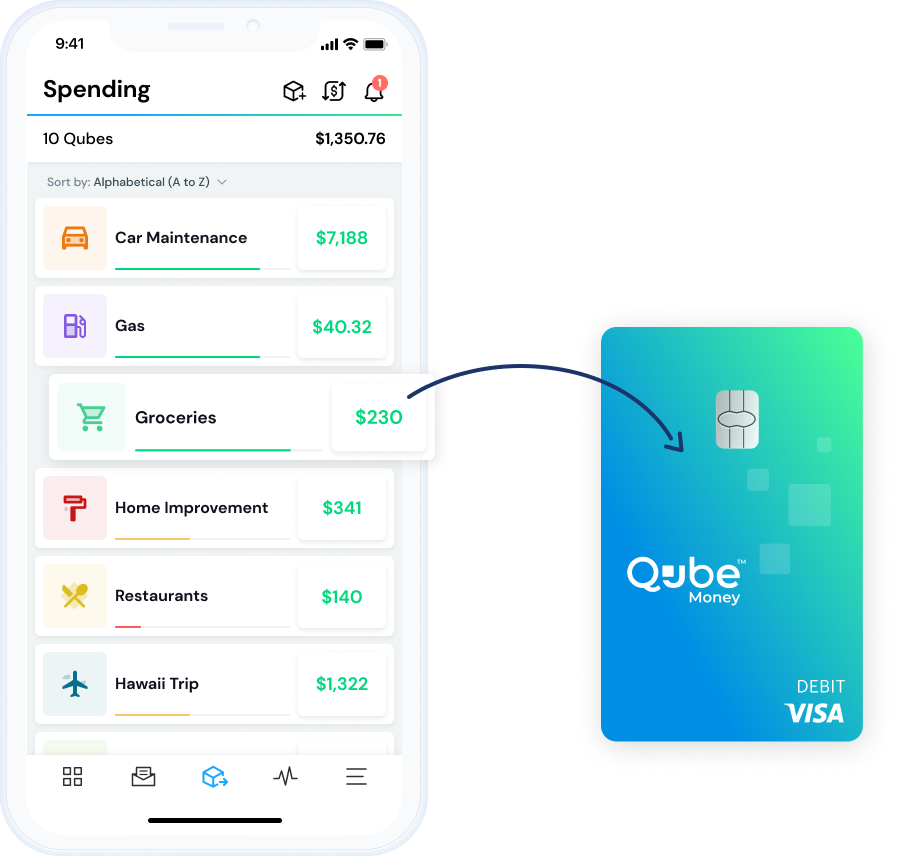 9:41
Spending
1
10 Qubes $1,350.76
Sort by: Alphabetical (A to Z)
Car Maintenance $7,188
Gas $40.32
Groceries $230
Home Improvement $341
Restaurants $140
Hawaii Trip $1,322
Qube™
Money
DEBIT
VISA